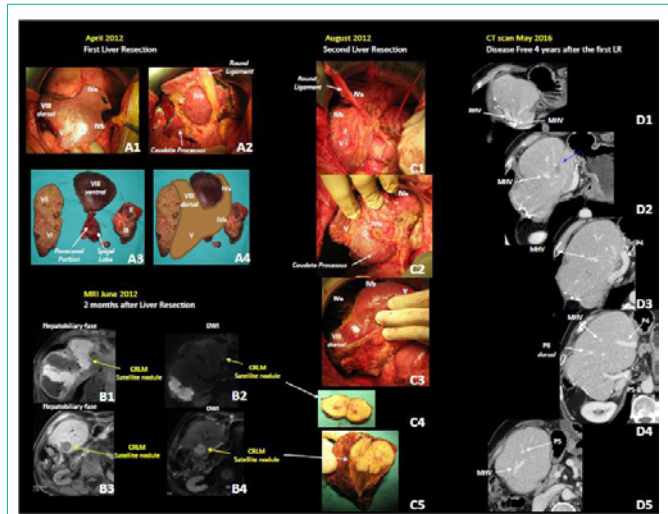 April 2012
First Liver Resection
August 2012
Second Liver Resection
CT scan May 2016
Disease Free 4 years after the first LR
VIII
dorsal
IVa
IVb
V
A1
Round
Ligament
IVb
Caudate Processus
A2
VII
VI
VIII
ventral
Paracaval
Portion
Spigel
Lobe
III
A3
VIII
dorsal
IVa
IVb
V
A4
MRI June 2012
2 months after Liver Resection
Hepatobiliary-fase
DWI
CRLM
Satellite nodule
B1
B2
CRLM
Satellite nodule
Hepatobiliary-fase
DWI
CRLM
Satellite nodule
B3
B4
CRLM
Satellite nodule
Round
Ligament
IVa
IVb
V
C1
IVa
V
IVb
Caudate Processus
C2
IVb
V
IVa
VIII
dorsal
C3
C4
C5
RHV
MHV
D1
MHV
D2
MHV
P4
D3
P4
P8
dorsal
P5
D4
P5
MHV
D5